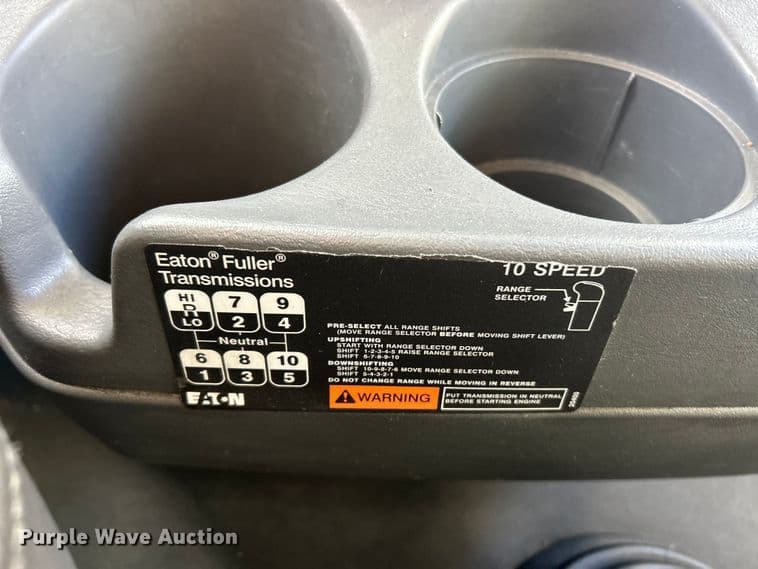 Eaton® Fuller®
Transmissions
10 SPEED
RANGE
SELECTOR
HI
R
LO
7
2
9
4
Neutral
6
1
8
3
10
5
EATON
PRE-SELECT ALL RANGE SHIFTS
(MOVE RANGE SELECTOR BEFORE MOVING SHIFT LEVER)
UPSHIFTING
START WITH RANGE SELECTOR DOWN
SHIFT 1-2-3-4-5 RAISE RANGE SELECTOR
SHIFT 6-7-8-9-10
DOWNSHIFTING
SHIFT 10-9-8-7-6 MOVE RANGE SELECTOR DOWN
SHIFT 5-4-3-2-1
DO NOT CHANGE RANGE WHILE MOVING IN REVERSE
WARNING
PUT TRANSMISSION IN NEUTRAL
BEFORE STARTING ENGINE
Purple Wave Auction